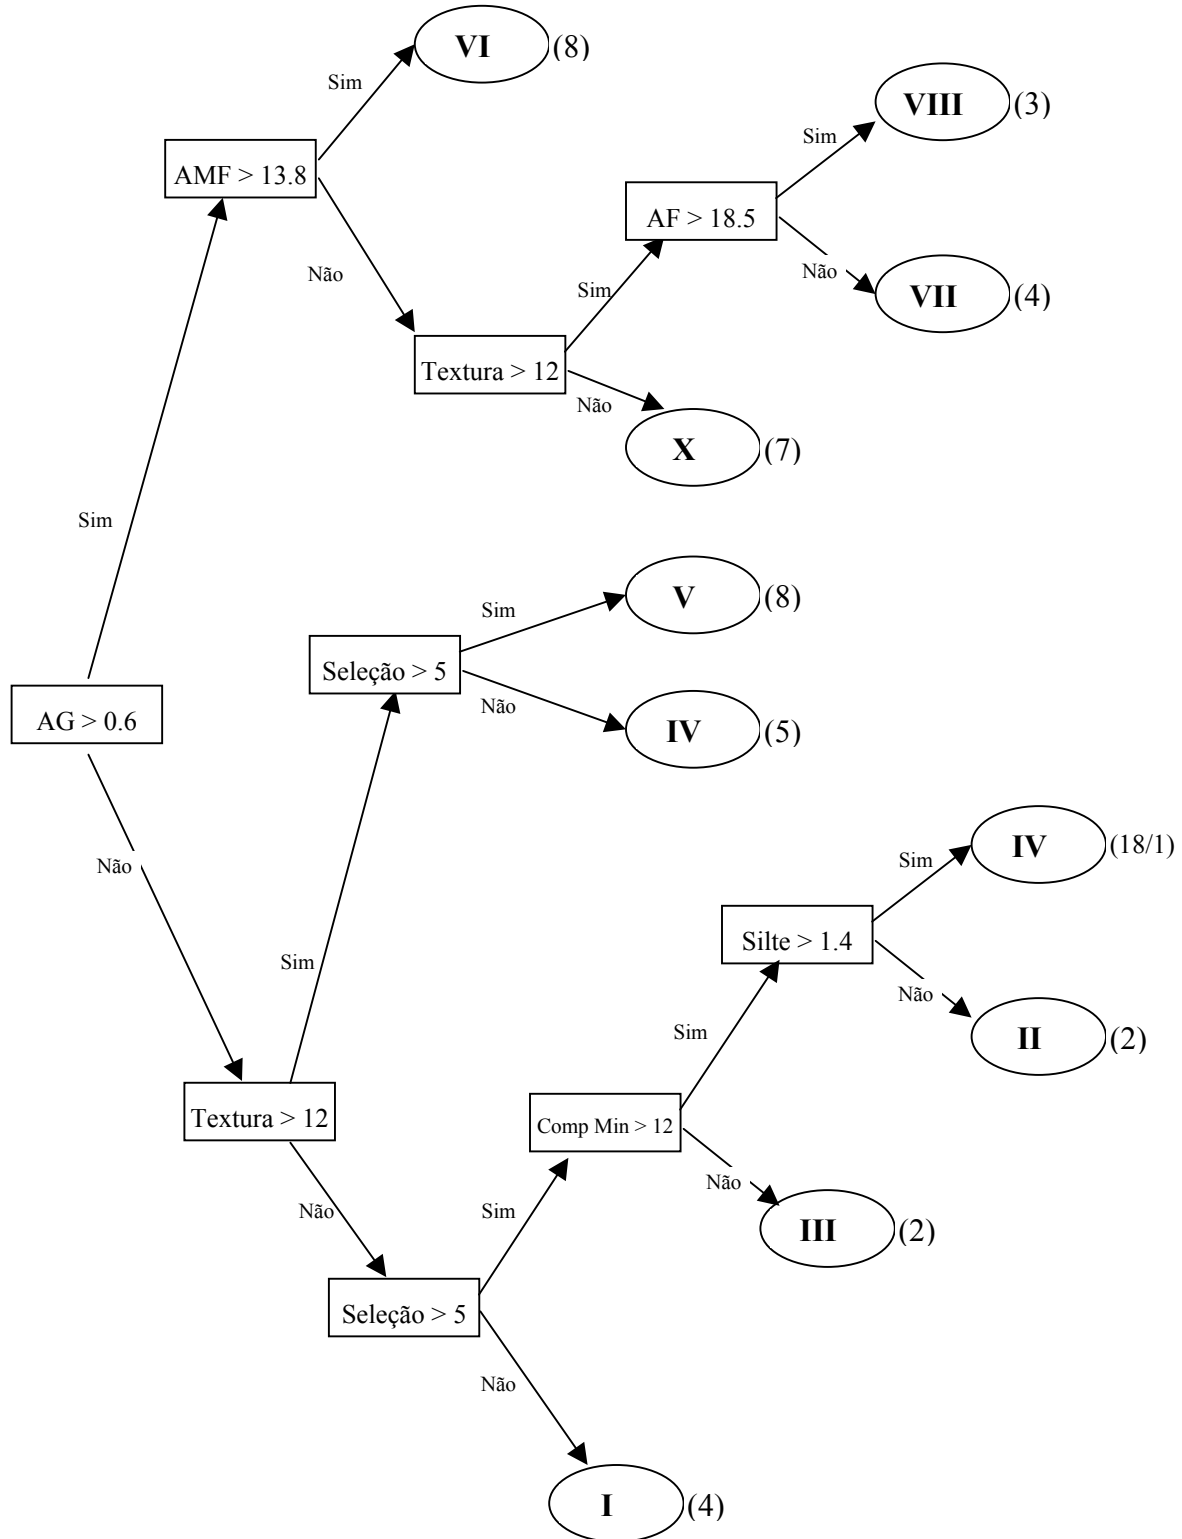 VI (8)
Sim
VIII (3)
Sim
AMF > 13.8
AF > 18.5
Não
Sim
Não
VII (4)
Textura > 12
Não
X (7)
Sim
V (8)
Sim
Seleção > 5
AG > 0.6
Não
IV (5)
Não
IV (18/1)
Sim
Silte > 1.4
Sim
Não
Sim
II (2)
Textura > 12
Comp Min > 12
Não
Não
Sim
III (2)
Seleção > 5
Não
I (4)